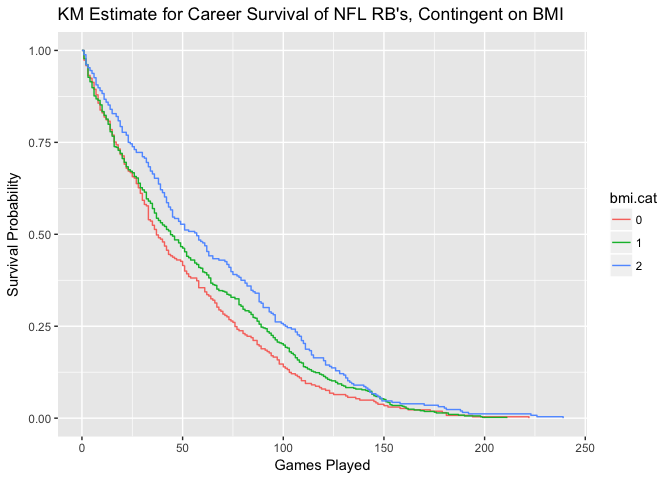 KM Estimate for Career Survival of NFL RB's, Contingent on BMI
1.00
0.75
0.50
0.25
0.00
Survival Probability
0 50 100 150 200 250
Games Played
bmi.cat
0
1
2